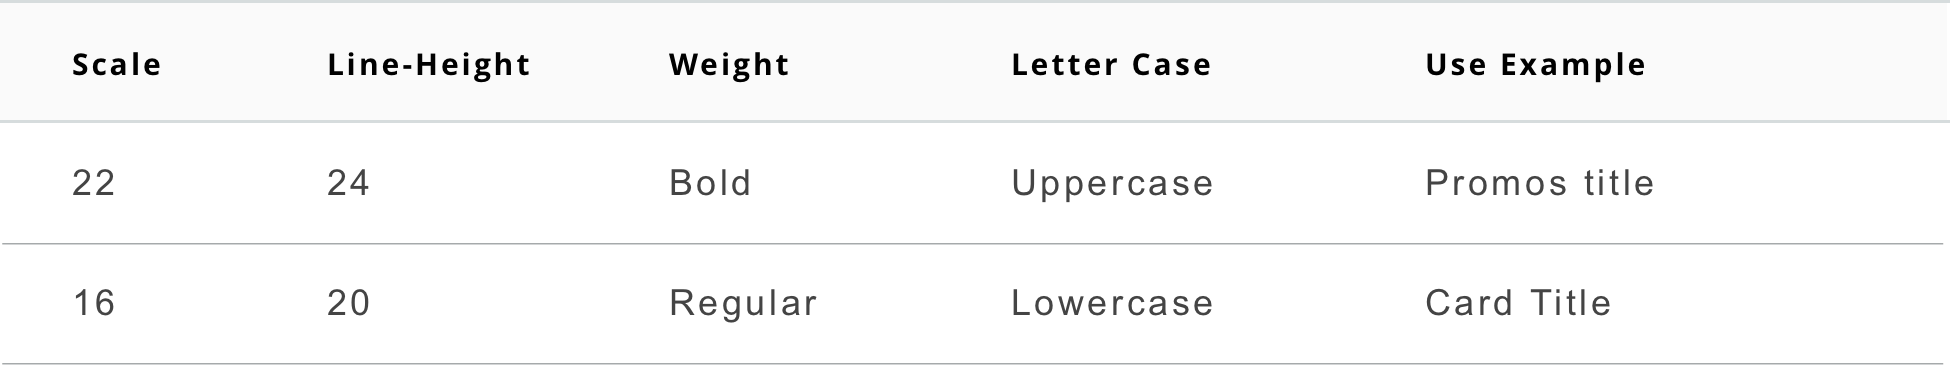 Scale Line-Height Weight Letter Case Use Example
22 24 Bold Uppercase Promos title
16 20 Regular Lowercase Card Title